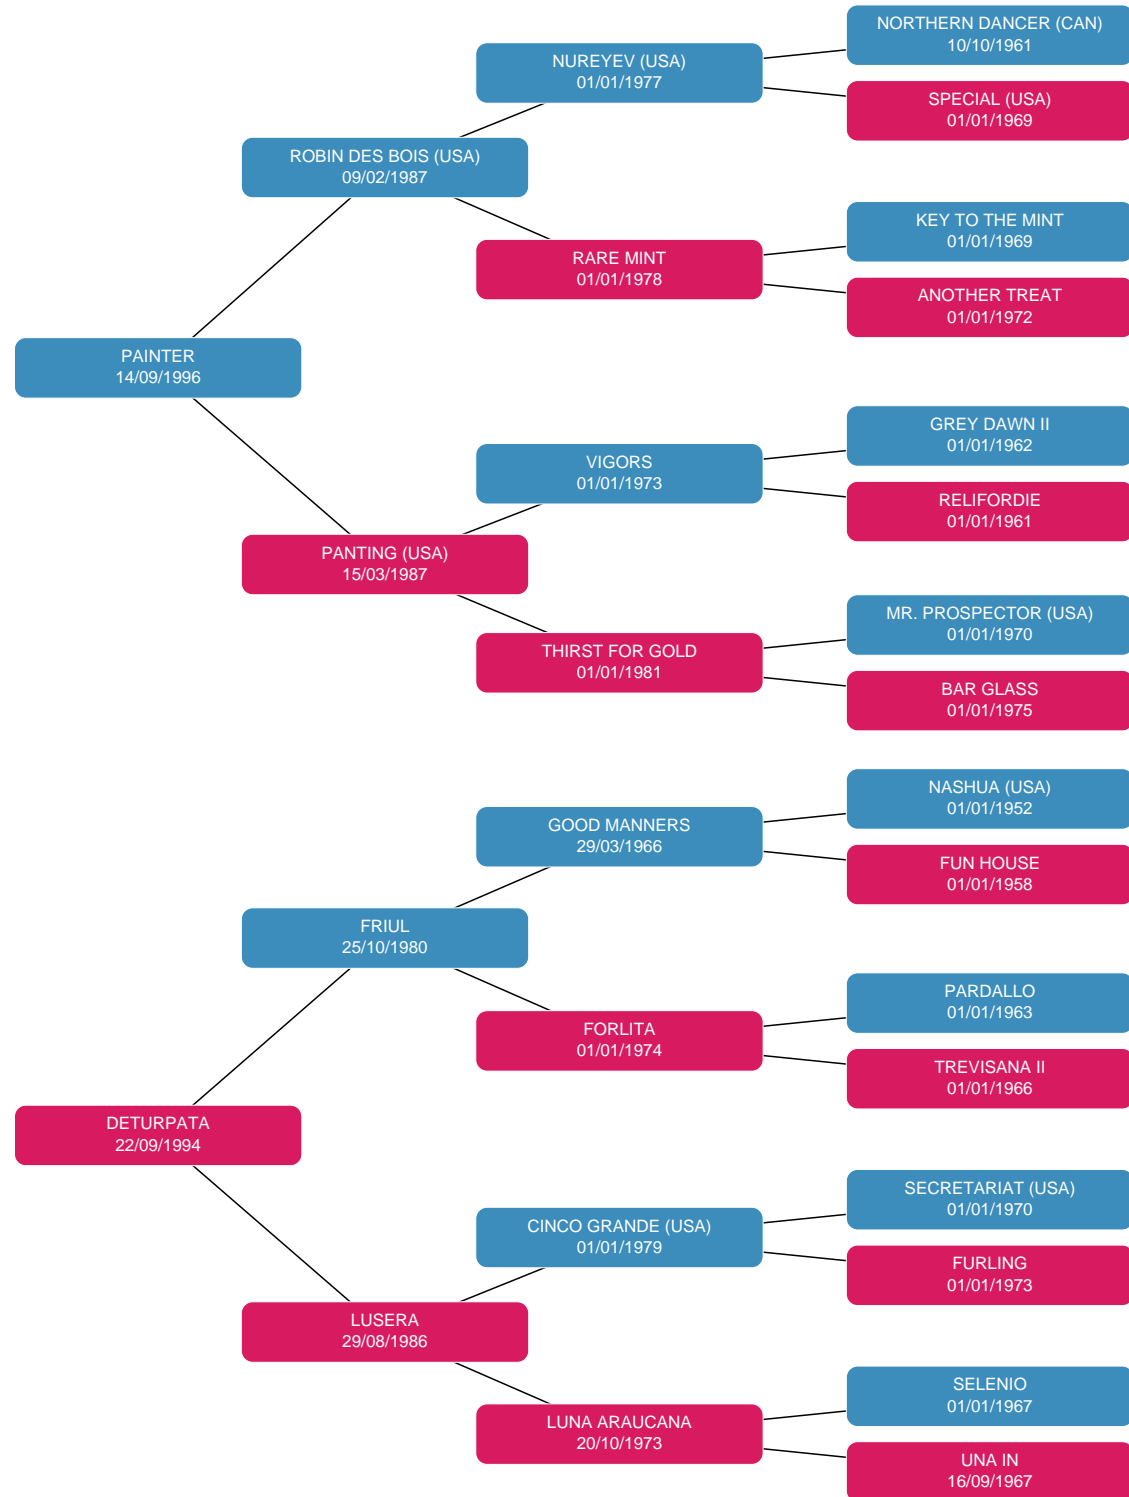 NORTHERN DANCER (CAN)
10/10/1961
NUREYEV (USA)
01/01/1977
SPECIAL (USA)
01/01/1969
ROBIN DES BOIS (USA)
09/02/1987
KEY TO THE MINT
01/01/1969
RARE MINT
01/01/1978
ANOTHER TREAT
01/01/1972
PAINTER
14/09/1996
GREY DAWN II
01/01/1962
VIGORS
01/01/1973
RELIFORDIE
01/01/1961
PANTING (USA)
15/03/1987
MR. PROSPECTOR (USA)
01/01/1970
THIRST FOR GOLD
01/01/1981
BAR GLASS
01/01/1975
NASHUA (USA)
01/01/1952
GOOD MANNERS
29/03/1966
FUN HOUSE
01/01/1958
FRIUL
25/10/1980
PARDALLO
01/01/1963
FORLITA
01/01/1974
TREVISANA II
01/01/1966
DETURPATA
22/09/1994
SECRETARIAT (USA)
01/01/1970
CINCO GRANDE (USA)
01/01/1979
FURLING
01/01/1973
LUSERA
29/08/1986
SELENIO
01/01/1967
LUNA ARAUCANA
20/10/1973
UNA IN
16/09/1967